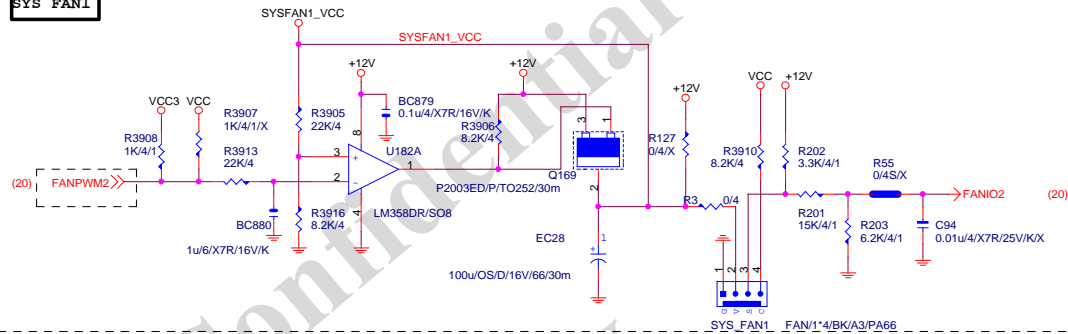 SYS FAN1
SYSFAN1_VCC
SYSFAN1_VCC
+12V
+12V
VCC3
VCC
R3907
1K/4/1/X
R3908
1K/4/1
R3905
22K/4
BC879
0.1u/4/X7R/16V/K
R3906
8.2K/4
+12V
R127
0/4/X
VCC
+12V
R3910
8.2K/4
R202
3.3K/4/1
R55
0/4S/X
R3913
22K/4
U182A
8
3
+
2
-
1
4
3
1
2
Q169
P2003ED/P/TO252/30m
(20)
FANPWM2
FANIO2
(20)
R3916
8.2K/4
LM358DR/SO8
BC880
1u/6/X7R/16V/K
R3
0/4
R201
15K/4/1
R203
6.2K/4/1
C94
0.01u/4/X7R/25V/K/X
EC28
+
1
100u/OS/D/16V/66/30m
1
2
3
4
G
V
S
C
SYS_FAN1
FAN/1*4/BK/A3/PA66
Confidential